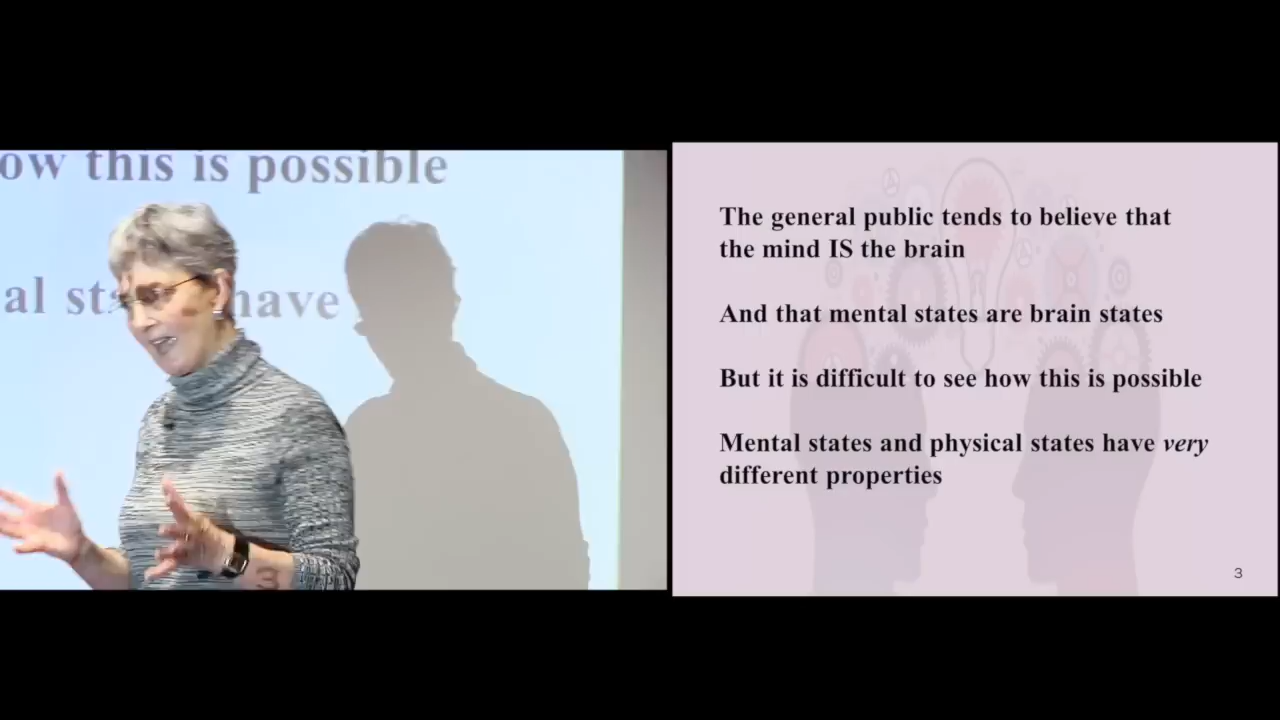 ow this is possible
al sta have
The general public tends to believe that
the mind IS the brain
And that mental states are brain states
But it is difficult to see how this is possible
Mental states and physical states have very
different properties
3